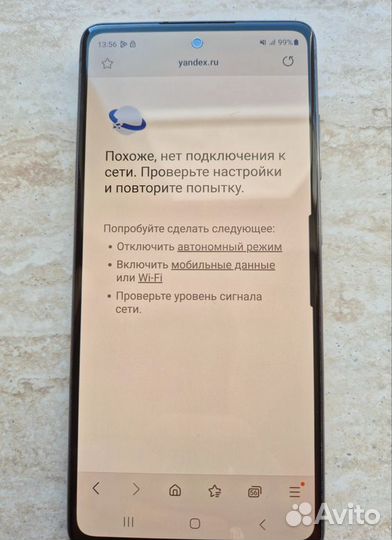 13:56 99%
yandex.ru
Похоже, нет подключения к
сети. Проверьте настройки
и повторите попытку.
Попробуйте сделать следующее:
• Отключить автономный режим
• Включить мобильные данные
или Wi-Fi
• Проверьте уровень сигнала
сети.
56
Avito